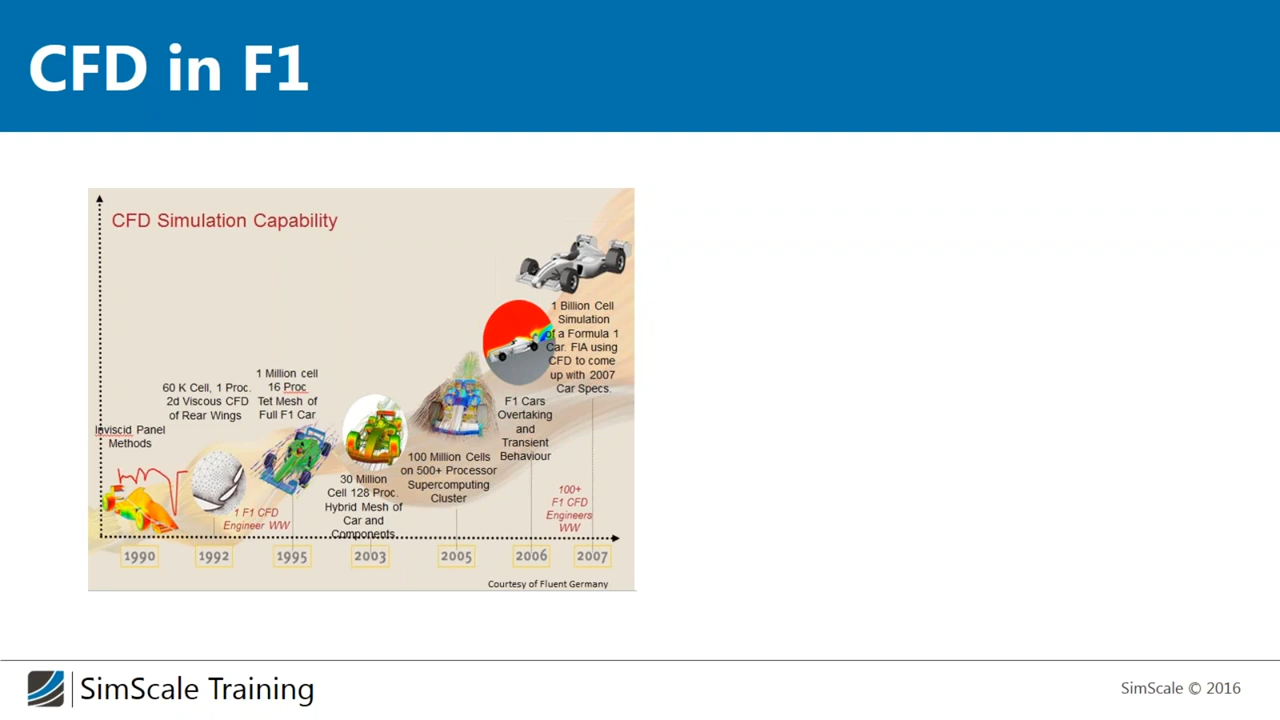 CFD in F1
CFD Simulation Capability
Inviscid Panel
Methods
60 K Cell, 1 Proc.
2d Viscous CFD
of Rear Wings
1 Million cell
16 Proc
Tet Mesh of
Full F1 Car
1 F1 CFD
Engineer WW
30 Million
Cell 128 Proc.
Hybrid Mesh of
Car and
Components
100 Million Cells
on 500+ Processor
Supercomputing
Cluster
F1 Cars
Overtaking
and
Transient
Behaviour
1 Billion Cell
Simulation
of a Formula 1
Car. FIA using
CFD to come
up with 2007
Car Specs.
100+
F1 CFD
Engineers
WW
1990
1992
1995
2003
2005
2006
2007
Courtesy of Fluent Germany
SimScale Training
SimScale © 2016